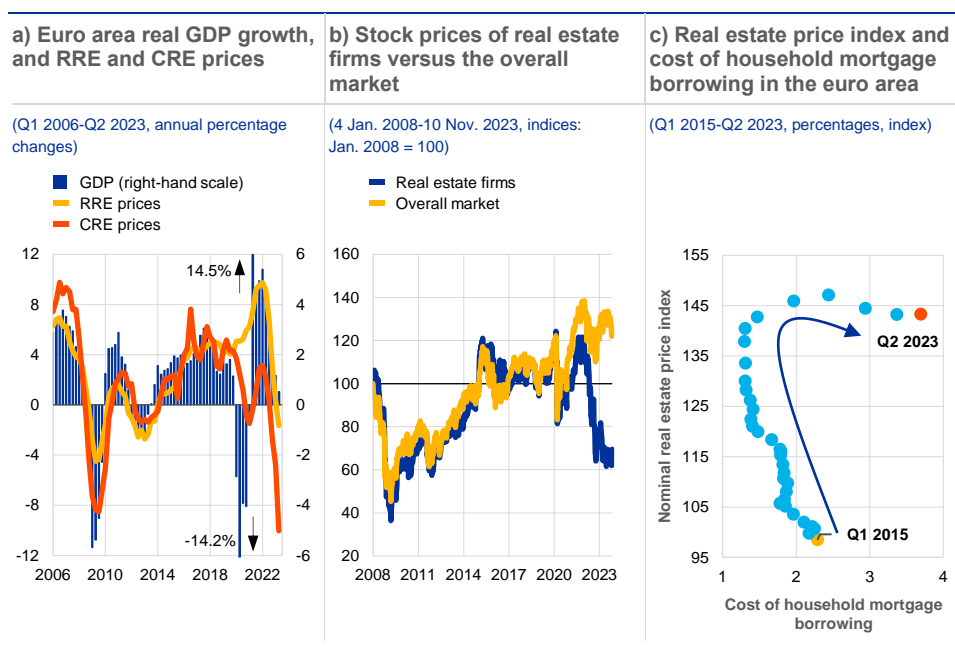 a) Euro area real GDP growth,
and RRE and CRE prices
(Q1 2006-Q2 2023, annual percentage
changes)
GDP (right-hand scale)
RRE prices
CRE prices
12
8
4
0
-4
-8
-12
6
4
2
0
-2
-4
-6
14.5%
-14.2%
2006 2010 2014 2018 2022
b) Stock prices of real estate
firms versus the overall
market
(4 Jan. 2008-10 Nov. 2023, indices:
Jan. 2008 = 100)
Real estate firms
Overall market
160
140
120
100
80
60
40
20
2008 2011 2014 2017 2020 2023
c) Real estate price index and
cost of household mortgage
borrowing in the euro area
(Q1 2015-Q2 2023, percentages, index)
Nominal real estate price index
155
145
135
125
115
105
95
Q2 2023
Q1 2015
1 2 3 4
Cost of household mortgage
borrowing